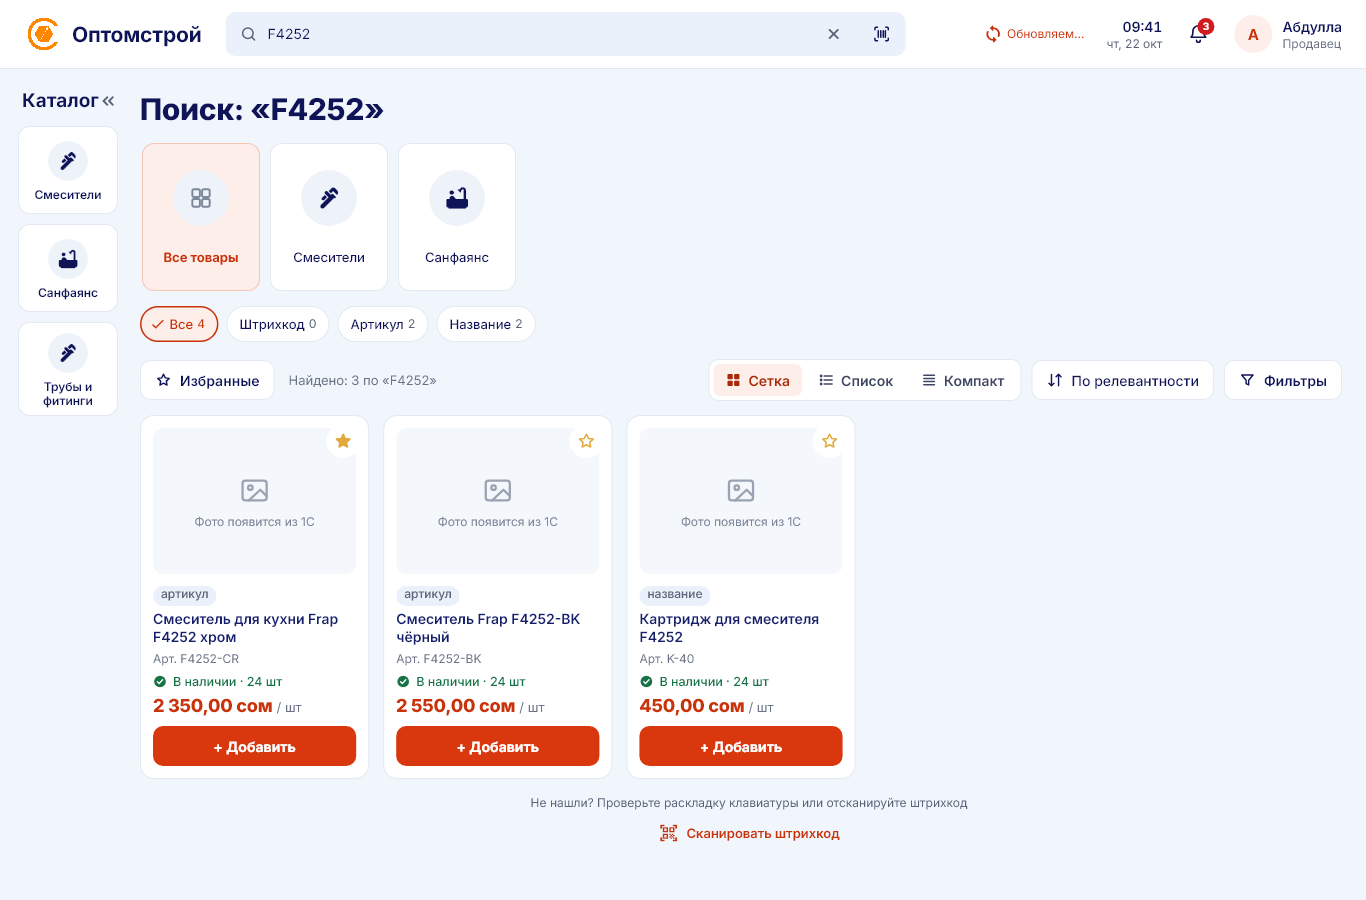 Оптомстрой
F4252
Обновляем...
09:41
чт, 22 окт
3
А
Абдулла
Продавец
Каталог
Смесители
Санфаянс
Трубы и
фитинги
Поиск: «F4252»
Все товары
Смесители
Санфаянс
Все 4
Штрихкод 0
Артикул 2
Название 2
Избранные
Найдено: 3 по «F4252»
Сетка
Список
Компакт
По релевантности
Фильтры
Фото появится из 1С
артикул
Смеситель для кухни Frap
F4252 хром
Арт. F4252-CR
В наличии · 24 шт
2 350,00 сом / шт
+ Добавить
Фото появится из 1С
артикул
Смеситель Frap F4252-BK
чёрный
Арт. F4252-BK
В наличии · 24 шт
2 550,00 сом / шт
+ Добавить
Фото появится из 1С
название
Картридж для смесителя
F4252
Арт. K-40
В наличии · 24 шт
450,00 сом / шт
+ Добавить
Не нашли? Проверьте раскладку клавиатуры или отсканируйте штрихкод
Сканировать штрихкод